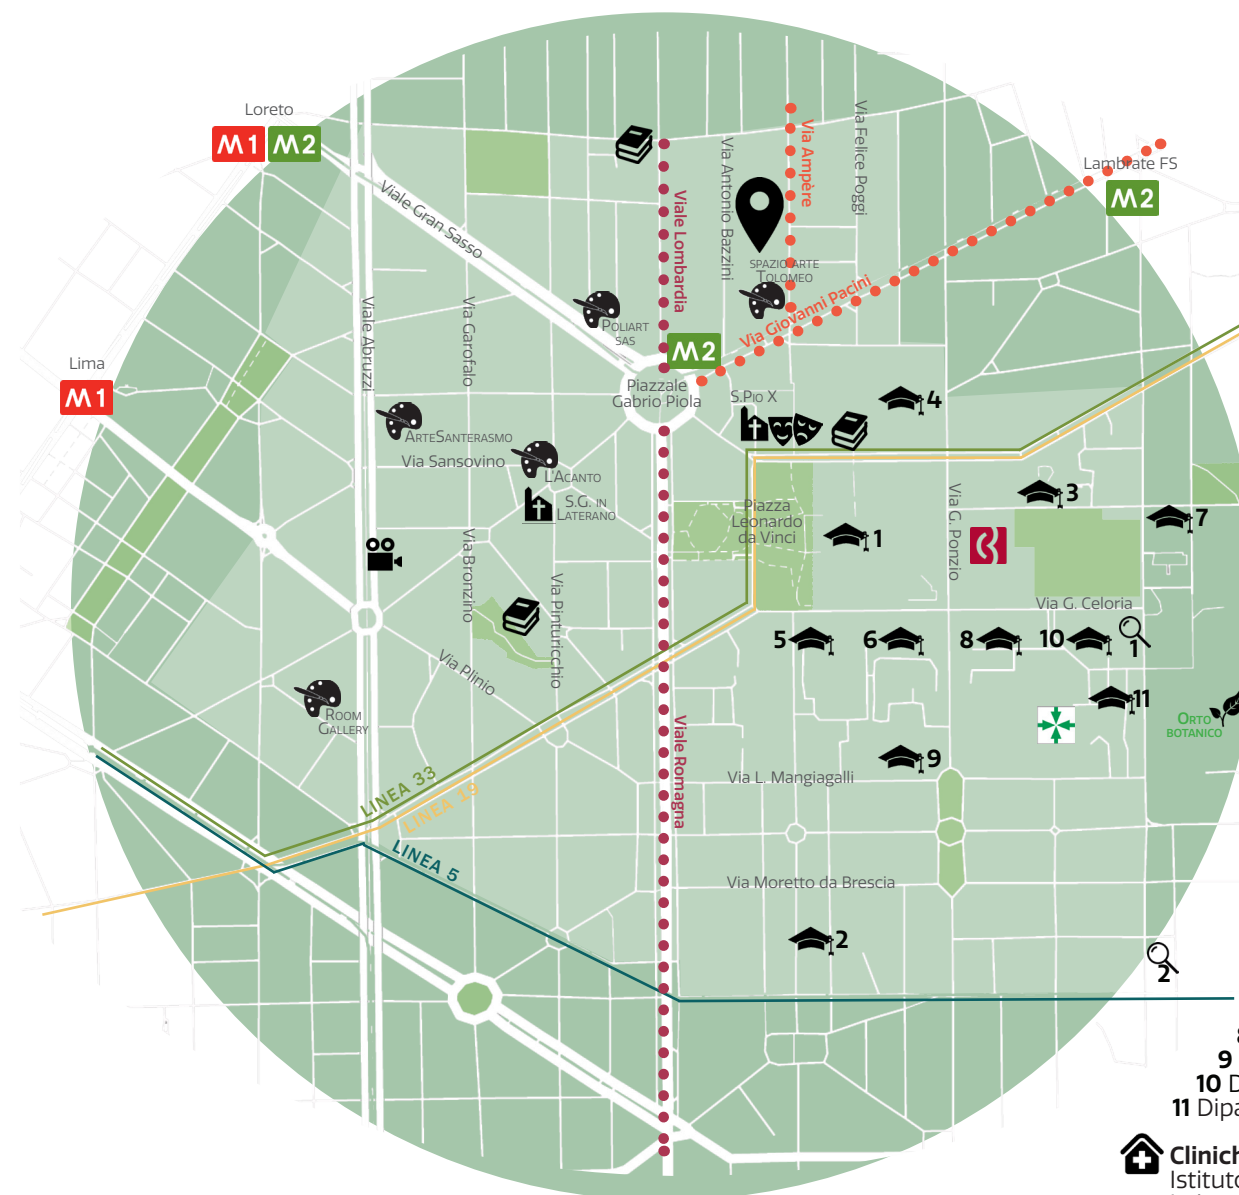 Loreto
M1 M2
Viale Gran Sasso
Viale Lombardia
Via Antonio Bazzini
Via Ampère
Via Felice Poggi
Lambrate FS
M2
SPAZIO ARTE
TOLOMEO
Via Giovanni Pacini
POLIART
SAS
M2
Piazzale
Gabrio Piola
Lima
M1
Viale Abruzzi
Via Garofalo
S.PIO X
4
ARTESANTERASMO
Via Sansovino
L'ACANTO
S.G. IN
LATERANO
Piazza
Leonardo
da Vinci
1
Via G. Ponzio
3
7
Via Bronzino
Via Pinturicchio
Via G. Celoria
5
6
8
10
1
Via Plinio
11
ROOM
GALLERY
ORTO
BOTANICO
Viale Romagna
9
Via L. Mangiagalli
LINEA 33
LINEA 19
LINEA 5
Via Moretto da Brescia
2
2
9
10 D
11 Dipa
Clinich
Istituto